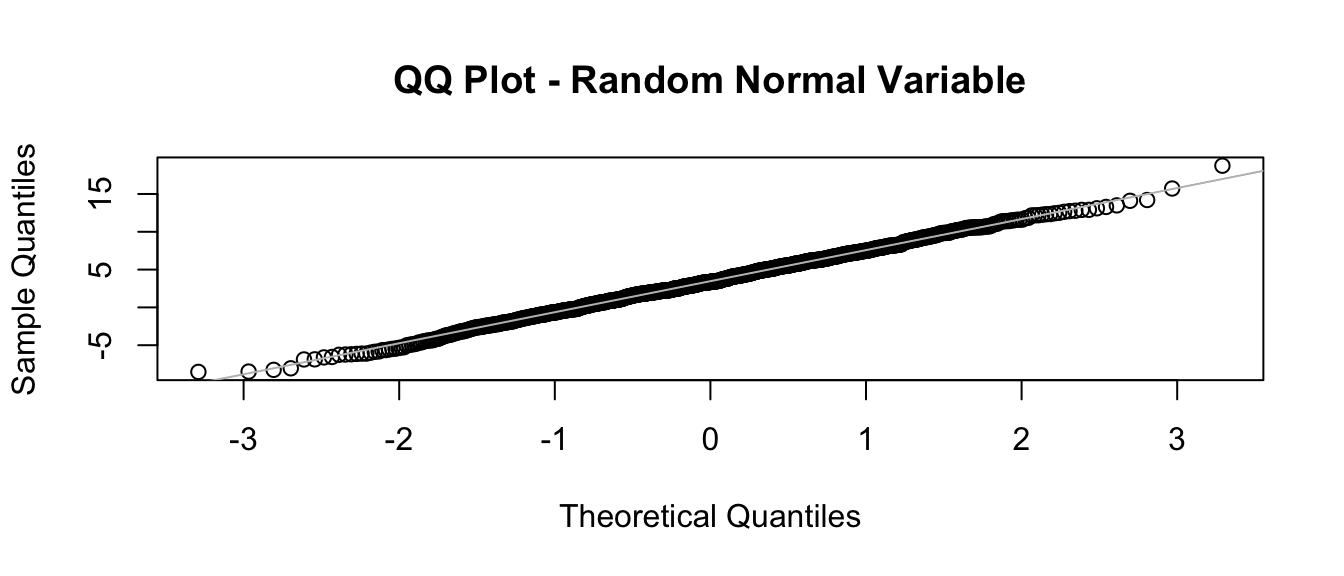 QQ Plot - Random Normal Variable
Sample Quantiles
15
5
-5
-3 -2 -1 0 1 2 3
Theoretical Quantiles